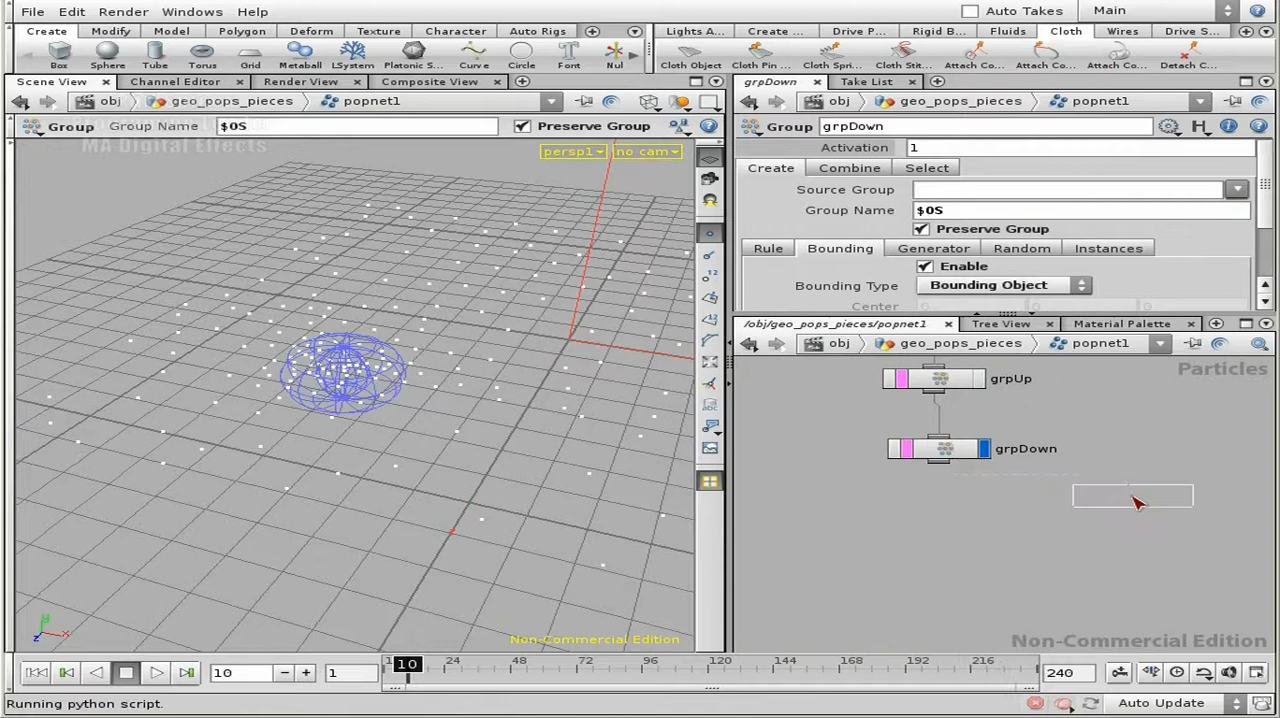 File Edit Render Windows Help Auto Takes Main
Create Modify Model Polygon Deform Texture Character Auto Rigs Lights A... Create ... Drive P... Rigid B... Fluids Cloth Wires Drive S...
Box Sphere Tube Torus Grid Metaball LSystem Platonic S... Curve Circle Font Nul Cloth Object Cloth Pin ... Cloth Spri... Cloth Stit... Attach Co... Attach Co... Attach Co... Detach C...
Scene View Channel Editor Render View Composite View grpDown Take List
obj geo_pops_pieces popnet1 obj geo_pops_pieces popnet1
Group Group Name $OS Preserve Group Group grpDown
MA Digital Effects
persp1 no cam
Activation 1
Create Combine Select
Source Group
Group Name $OS
Preserve Group
Rule Bounding Generator Random Instances
Enable
Bounding Type Bounding Object
Center
/obj/geo_pops_pieces/popnet1 Tree View Material Palette
obj geo_pops_pieces popnet1
Particles
grpUp
grpDown
Non-Commercial Edition
Non-Commercial Edition
10 1 10 24 48 72 96 120 144 168 192 216 240
Running python script. Auto Update